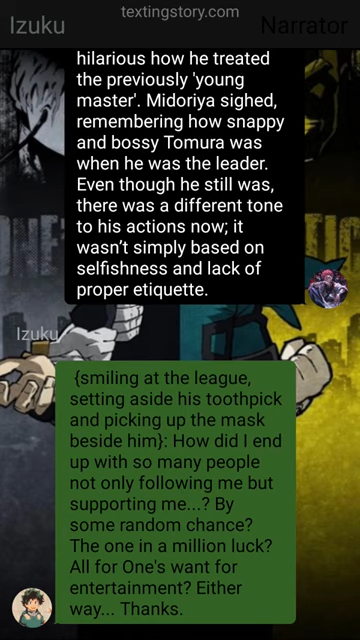 textingstory.com
Izuku
Narrator
hilarious how he treated
the previously 'young
master'. Midoriya sighed,
remembering how snappy
and bossy Tomura was
when he was the leader.
Even though he still was,
there was a different tone
to his actions now; it
wasn’t simply based on
selfishness and lack of
proper etiquette.
Izuku
{smiling at the league,
setting aside his toothpick
and picking up the mask
beside him}: How did I end
up with so many people
not only following me but
supporting me...? By
some random chance?
The one in a million luck?
All for One's want for
entertainment? Either
way... Thanks.